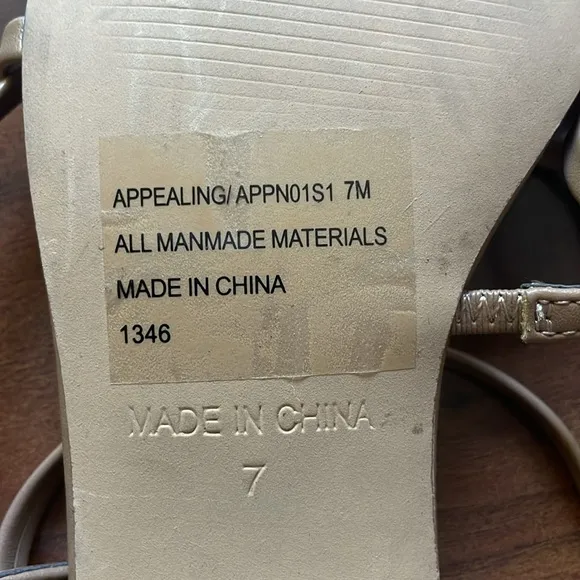 APPEALING/ APPN01S1 7M
ALL MANMADE MATERIALS
MADE IN CHINA
1346
MADE IN CHINA
7